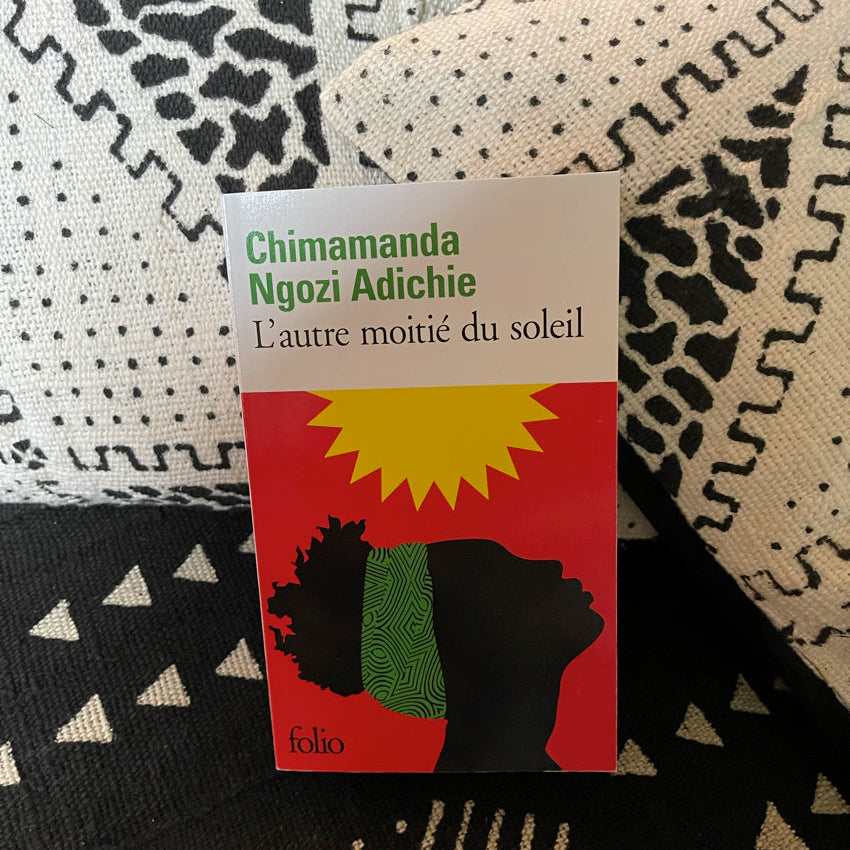 Chimamanda
Ngozi Adichie
L'autre moitié du soleil
folio